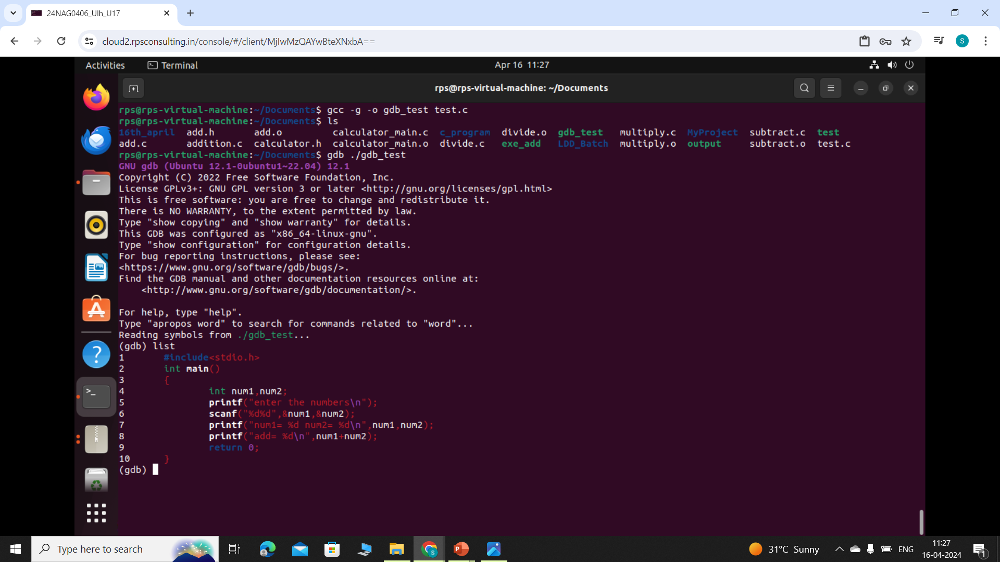 24NAG0406_Ulh_U17
cloud2.rpsconsulting.in/console/#/client/MjIwMzQAYwBteXNxbA==
S
Activities Terminal Apr 16 11:27
rps@rps-virtual-machine: ~/Documents
rps@rps-virtual-machine:~/Documents$ gcc -g -o gdb_test test.c
rps@rps-virtual-machine:~/Documents$ ls
16th_april add.h add.o calculator_main.c c_program divide.o gdb_test multiply.c MyProject subtract.c test
add.c addition.c calculator.h calculator_main.o divide.c exe_add LDD_Batch multiply.o output subtract.o test.c
rps@rps-virtual-machine:~/Documents$ gdb ./gdb_test
GNU gdb (Ubuntu 12.1-0ubuntu1~22.04) 12.1
Copyright (C) 2022 Free Software Foundation, Inc.
License GPLv3+: GNU GPL version 3 or later <http://gnu.org/licenses/gpl.html>
This is free software: you are free to change and redistribute it.
There is NO WARRANTY, to the extent permitted by law.
Type "show copying" and "show warranty" for details.
This GDB was configured as "x86_64-linux-gnu".
Type "show configuration" for configuration details.
For bug reporting instructions, please see:
<https://www.gnu.org/software/gdb/bugs/>.
Find the GDB manual and other documentation resources online at:
    <http://www.gnu.org/software/gdb/documentation/>.
For help, type "help".
Type "apropos word" to search for commands related to "word"...
Reading symbols from ./gdb_test...
(gdb) list
1       #include<stdio.h>
2       int main()
3       {
4               int num1,num2;
5               printf("enter the numbers\n");
6               scanf("%d%d",&num1,&num2);
7               printf("num1= %d num2= %d\n",num1,num2);
8               printf("add= %d\n",num1+num2);
9               return 0;
10      }
(gdb)
Type here to search
31°C Sunny
ENG
11:27
16-04-2024
1